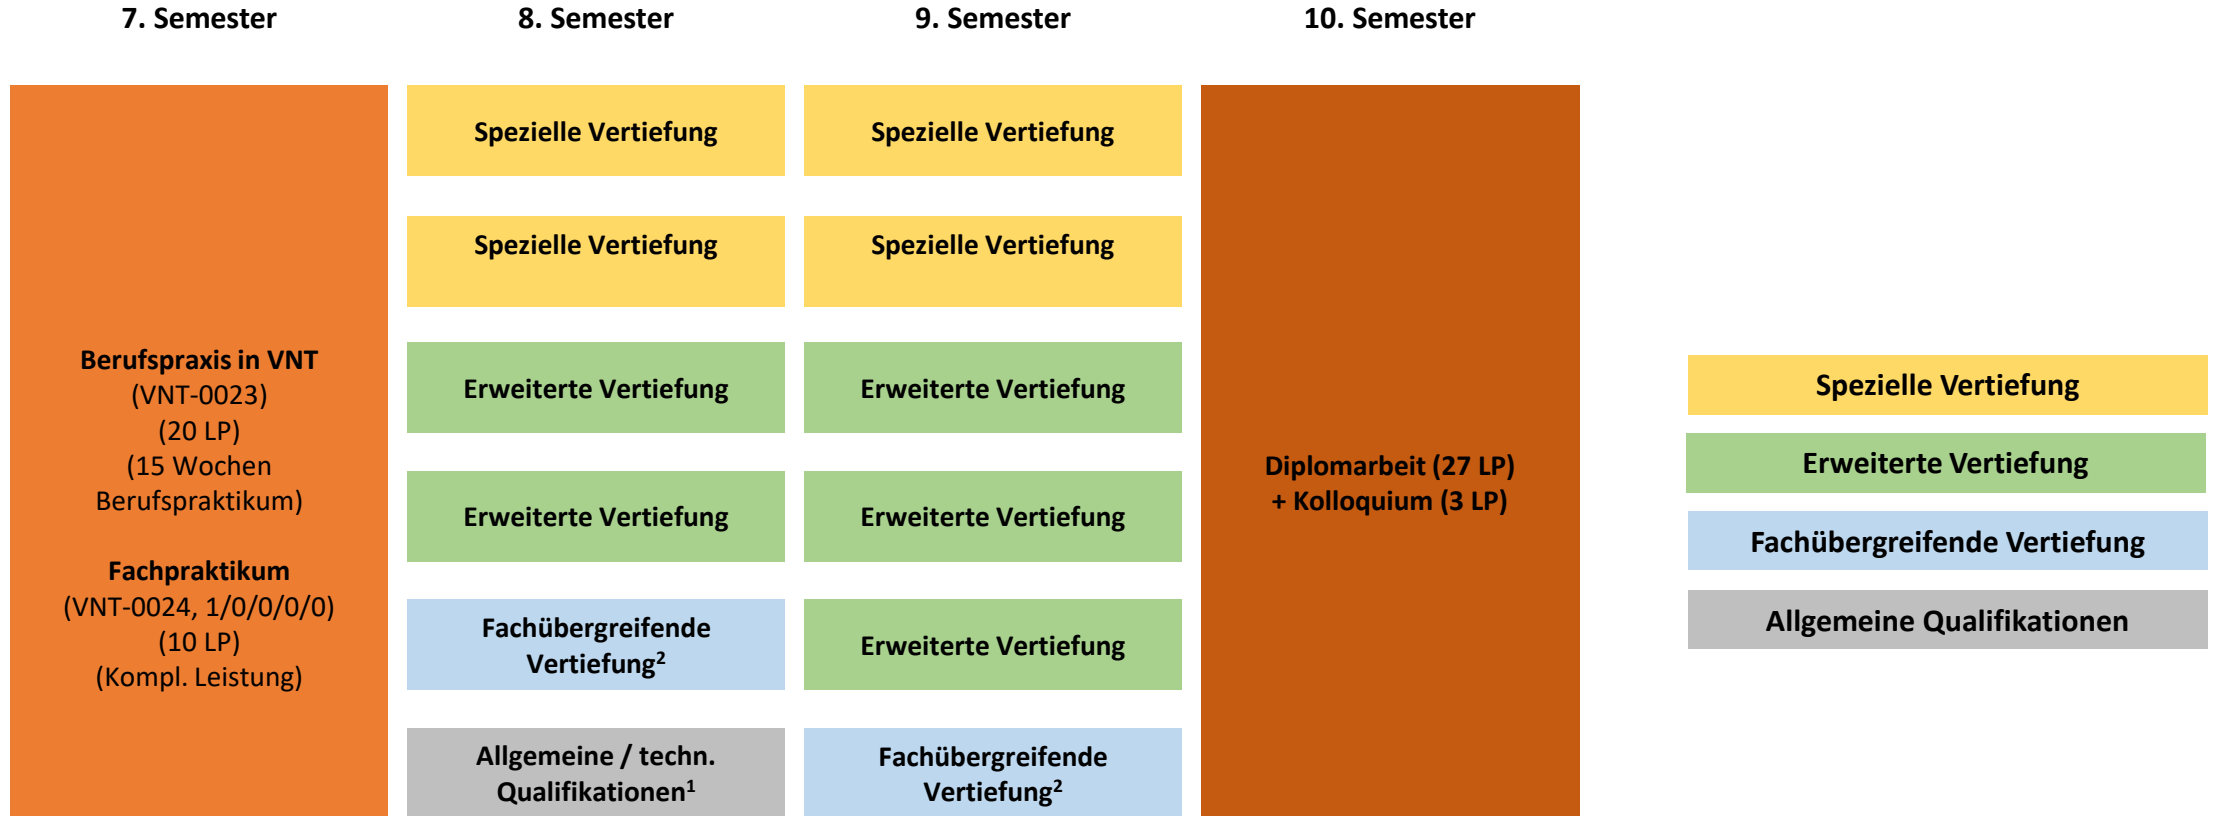 7. Semester
8. Semester
9. Semester
10. Semester
Berufspraxis in VNT
(VNT-0023)
(20 LP)
(15 Wochen
Berufspraktikum)
Fachpraktikum
(VNT-0024, 1/0/0/0/0)
(10 LP)
(Kompl. Leistung)
Spezielle Vertiefung
Spezielle Vertiefung
Erweiterte Vertiefung
Erweiterte Vertiefung
Fachübergreifende
Vertiefung²
Allgemeine / techn.
Qualifikationen¹
Spezielle Vertiefung
Spezielle Vertiefung
Erweiterte Vertiefung
Erweiterte Vertiefung
Erweiterte Vertiefung
Fachübergreifende
Vertiefung²
Diplomarbeit (27 LP)
+ Kolloquium (3 LP)
Spezielle Vertiefung
Erweiterte Vertiefung
Fachübergreifende Vertiefung
Allgemeine Qualifikationen